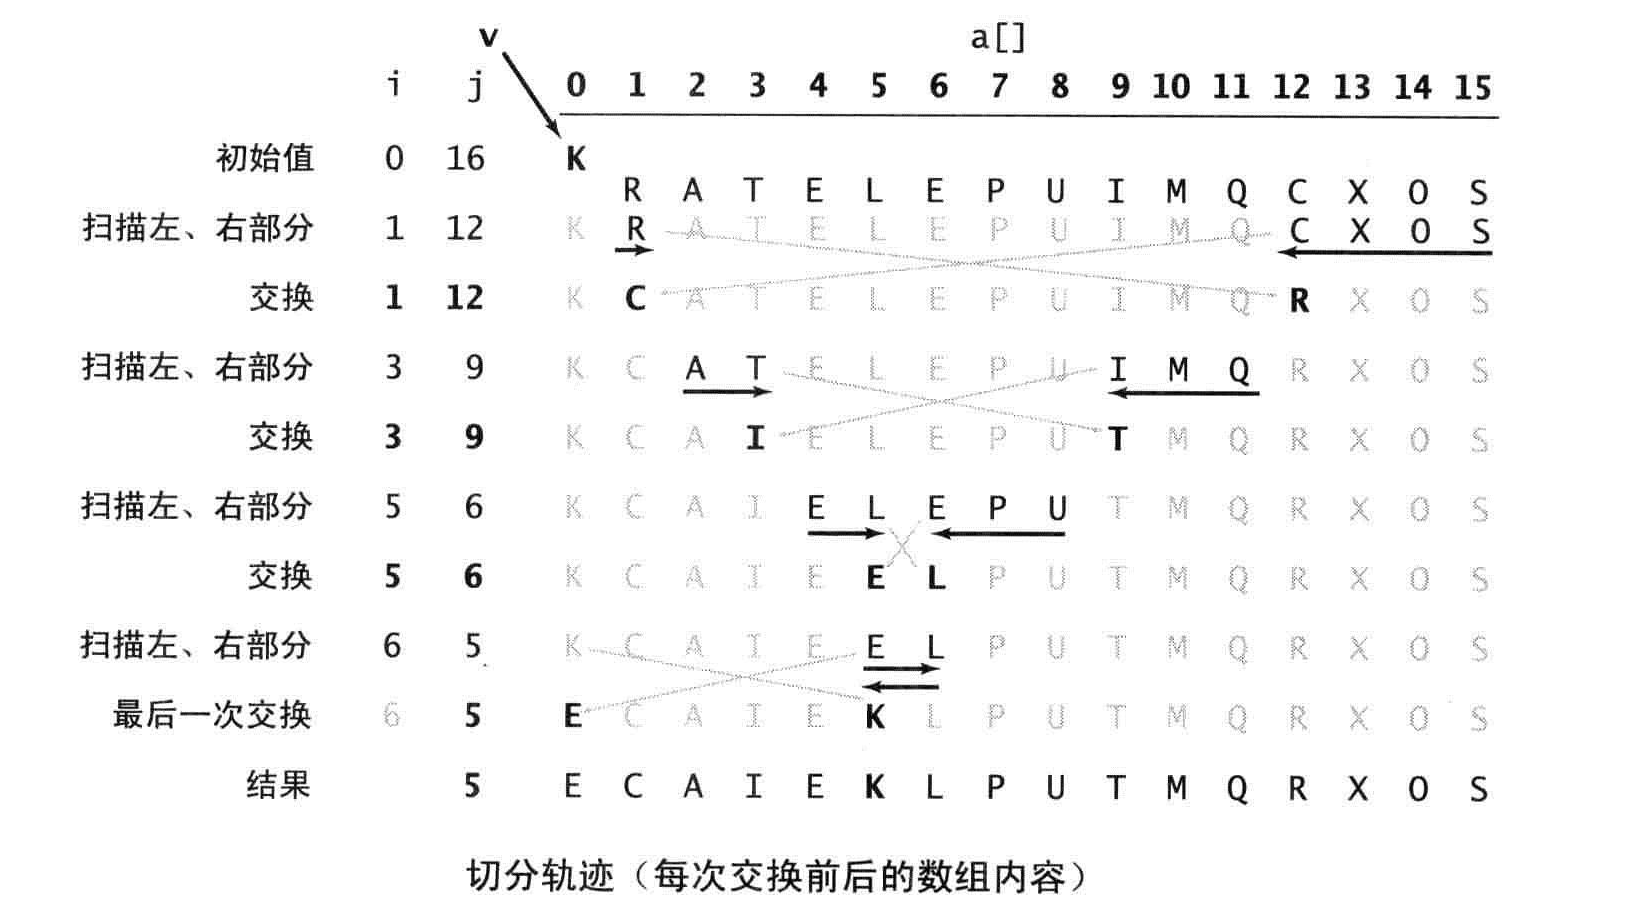 v a[]
i j 0 1 2 3 4 5 6 7 8 9 10 11 12 13 14 15
初始值 0 16 K
R A T E L E P U I M Q C X O S
扫描左、右部分 1 12 K R A T E L E P U I M Q C X O S
交换 1 12 K C A T E L E P U I M Q R X O S
扫描左、右部分 3 9 K C A T E L E P U I M Q R X O S
交换 3 9 K C A I E L E P U T M Q R X O S
扫描左、右部分 5 6 K C A I E L E P U T M Q R X O S
交换 5 6 K C A I E E L P U T M Q R X O S
扫描左、右部分 6 5 K C A I E E L P U T M Q R X O S
最后一次交换 6 5 E C A I E K L P U T M Q R X O S
结果 5 E C A I E K L P U T M Q R X O S
切分轨迹（每次交换前后的数组内容）